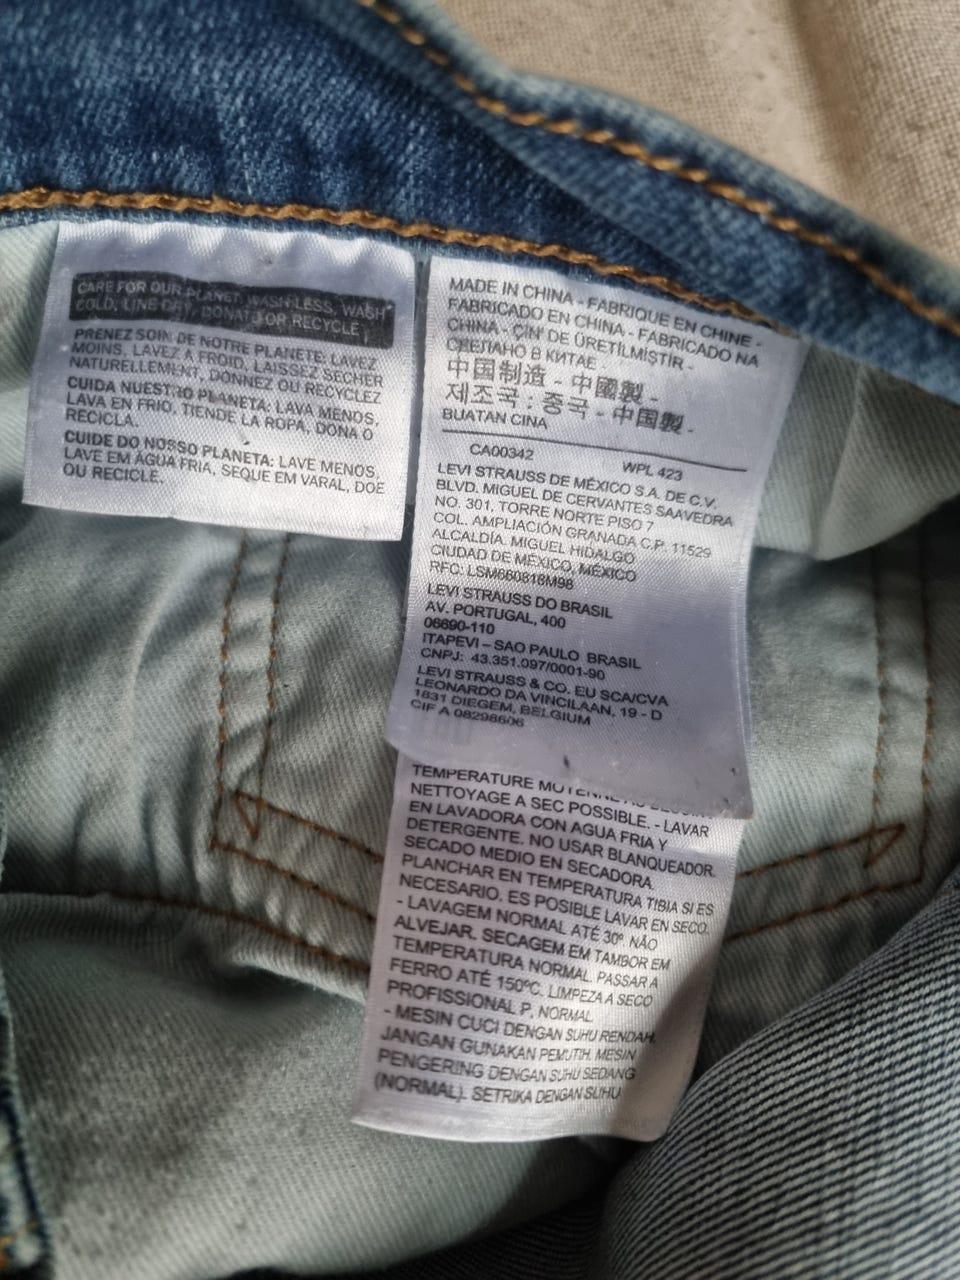 CARE FOR OUR PLANET: WASH LESS, WASH
COLD, LINE DRY, DONATE OR RECYCLE
PRENEZ SOIN DE NOTRE PLANETE: LAVEZ
MOINS, LAVEZ A FROID, LAISSEZ SECHER
NATURELLEMENT, DONNEZ OU RECYCLEZ
CUIDA NUESTRO PLANETA: LAVA MENOS,
LAVA EN FRIO, TIENDE LA ROPA, DONA O
RECICLA.
CUIDE DO NOSSO PLANETA: LAVE MENOS,
LAVE EM ÁGUA FRIA, SEQUE EM VARAL, DOE
OU RECICLE.
MADE IN CHINA - FABRIQUE EN CHINE -
FABRICADO EN CHINA - FABRICADO NA
CHINA - ÇIN' DE ÜRETILMIŞTIR -
СДЕЛАНО В КИТАЕ -
中国制造 - 中國製 -
제조국 : 중국 - 中国製 -
BUATAN CINA
CA00342 WPL 423
LEVI STRAUSS DE MÉXICO S.A. DE C.V.
BLVD. MIGUEL DE CERVANTES SAAVEDRA
NO. 301, TORRE NORTE PISO 7
COL. AMPLIACIÓN GRANADA C.P. 11529
ALCALDÍA. MIGUEL HIDALGO
CIUDAD DE MÉXICO, MÉXICO
RFC: LSM660818M98
LEVI STRAUSS DO BRASIL
AV. PORTUGAL, 400
06690-110
ITAPEVI – SAO PAULO BRASIL
CNPJ: 43.351.097/0001-90
LEVI STRAUSS & CO. EU SCA/CVA
LEONARDO DA VINCILAAN, 19 - D
1831 DIEGEM, BELGIUM
CIF A 08298606
TEMPERATURE MOYENNE AU BESOIN
NETTOYAGE A SEC POSSIBLE. - LAVAR
EN LAVADORA CON AGUA FRIA Y
DETERGENTE. NO USAR BLANQUEADOR.
SECADO MEDIO EN SECADORA.
PLANCHAR EN TEMPERATURA TIBIA SI ES
NECESARIO. ES POSIBLE LAVAR EN SECO.
- LAVAGEM NORMAL ATÉ 30º. NÃO
ALVEJAR. SECAGEM EM TAMBOR EM
TEMPERATURA NORMAL. PASSAR A
FERRO ATÉ 150ºC. LIMPEZA A SECO
PROFISSIONAL P, NORMAL
- MESIN CUCI DENGAN SUHU RENDAH.
JANGAN GUNAKAN PEMUTIH. MESIN
PENGERING DENGAN SUHU SEDANG
(NORMAL). SETRIKA DENGAN SUHU